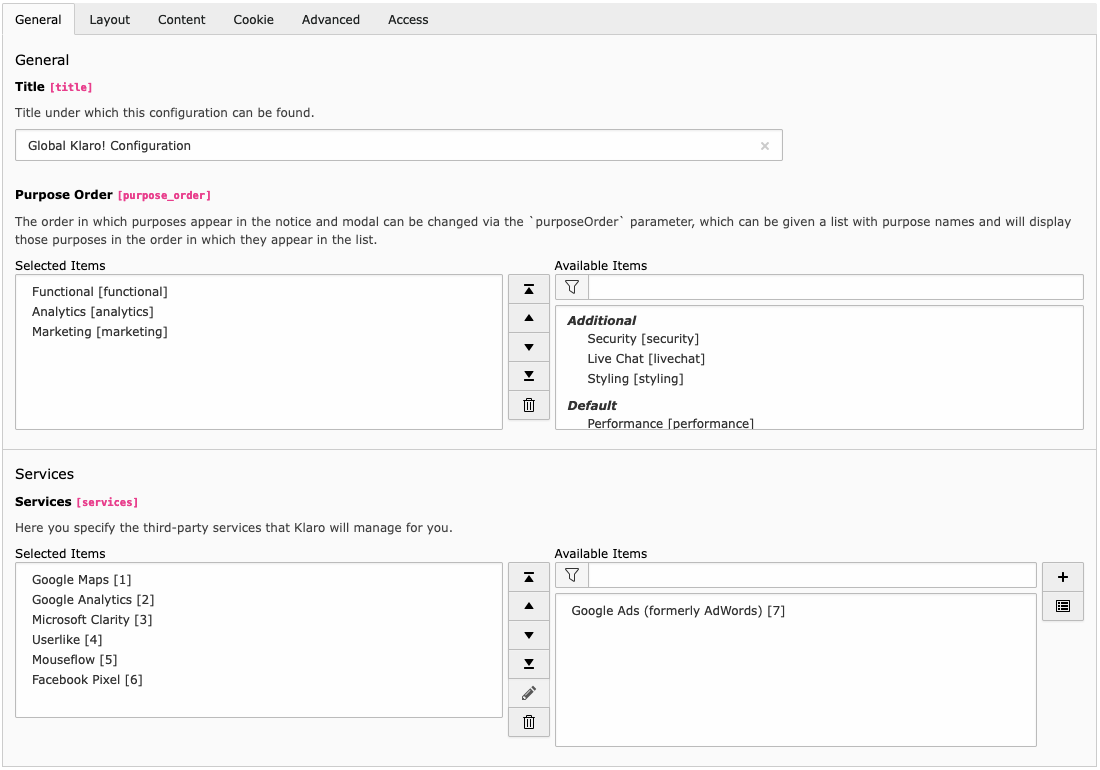 General Layout Content Cookie Advanced Access
General
Title [title]
Title under which this configuration can be found.
Global Klaro! Configuration
Purpose Order [purpose_order]
The order in which purposes appear in the notice and modal can be changed via the `purposeOrder` parameter, which can be given a list with purpose names and will display
those purposes in the order in which they appear in the list.
Selected Items
Functional [functional]
Analytics [analytics]
Marketing [marketing]
Available Items
Additional
Security [security]
Live Chat [livechat]
Styling [styling]
Default
Performance [performance]
Services
Services [services]
Here you specify the third-party services that Klaro will manage for you.
Selected Items
Google Maps [1]
Google Analytics [2]
Microsoft Clarity [3]
Userlike [4]
Mouseflow [5]
Facebook Pixel [6]
Available Items
Google Ads (formerly AdWords) [7]